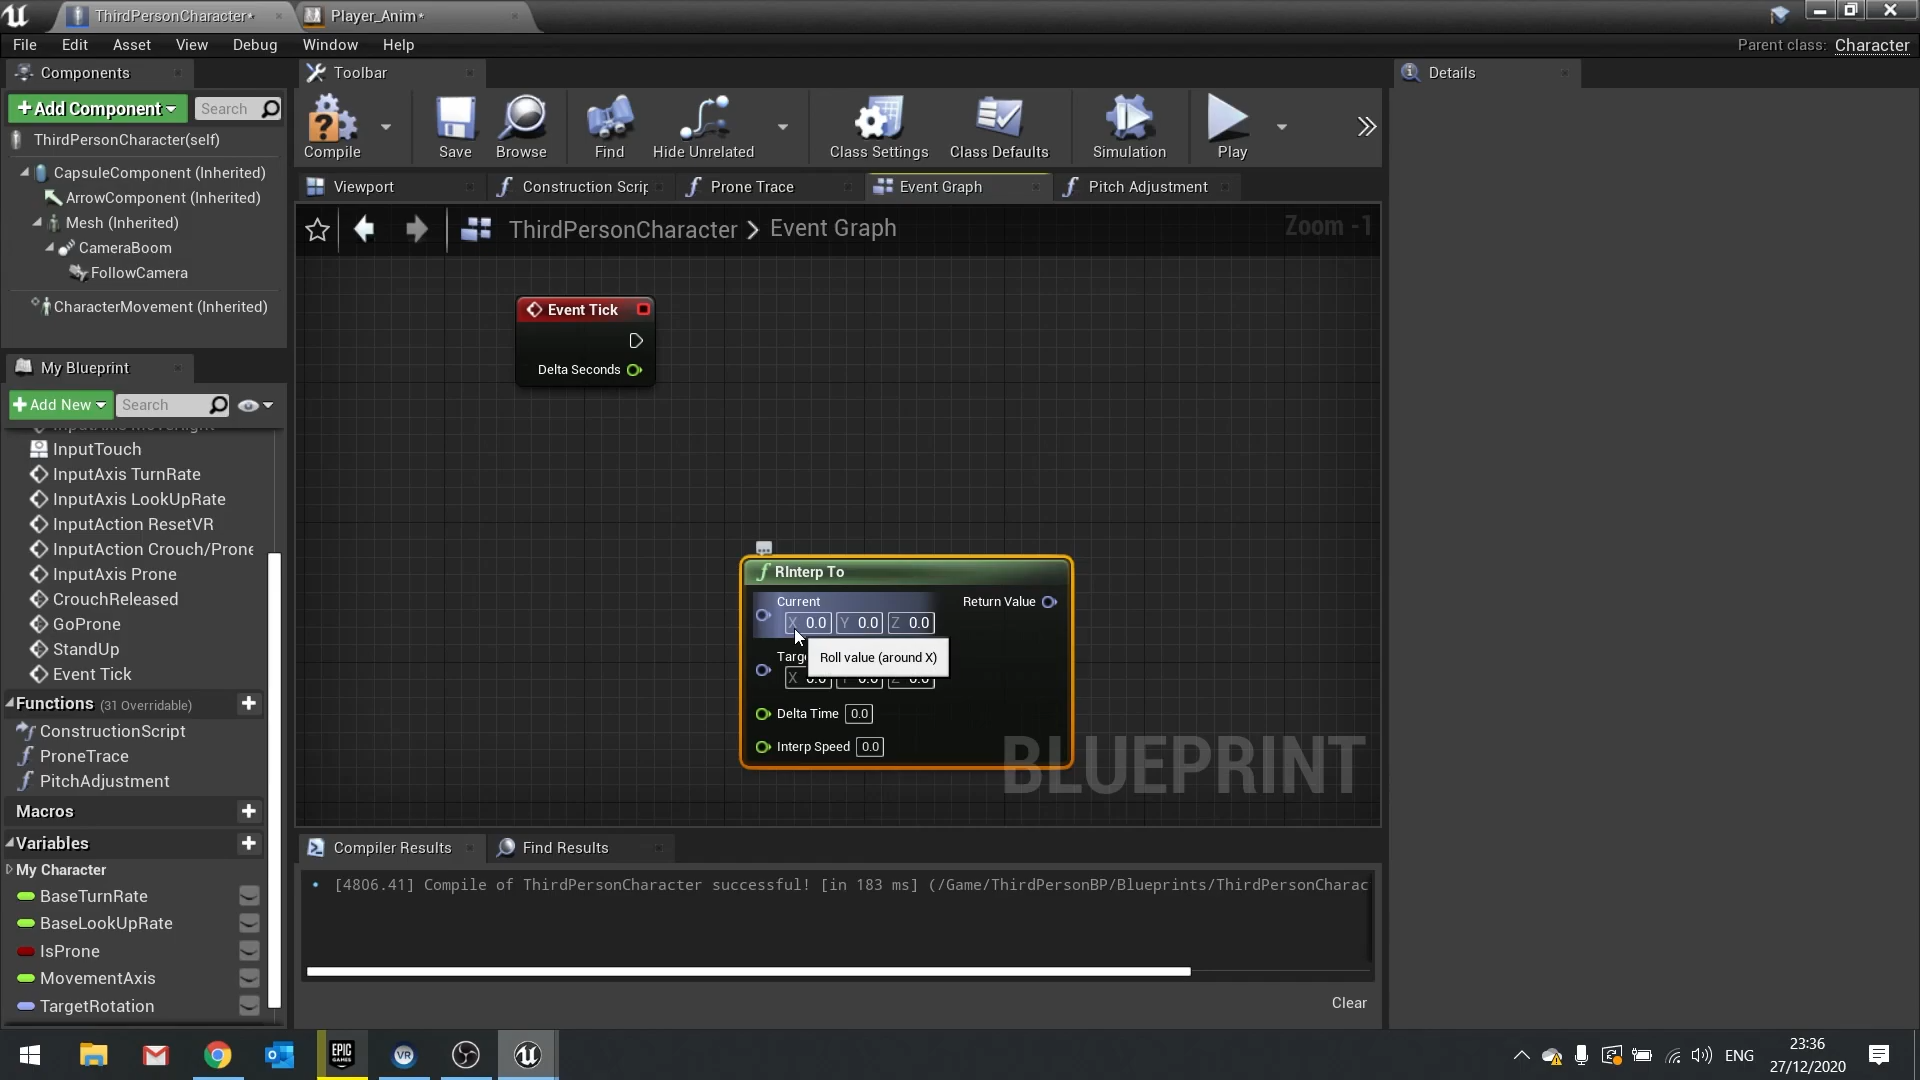 ThirdPersonCharacter*
Player_Anim*
File Edit Asset View Debug Window Help
Parent class: Character
Components
Toolbar
Details
+Add Component
Search
ThirdPersonCharacter(self)
CapsuleComponent (Inherited)
ArrowComponent (Inherited)
Mesh (Inherited)
CameraBoom
FollowCamera
CharacterMovement (Inherited)
Compile
Save
Browse
Find
Hide Unrelated
Class Settings
Class Defaults
Simulation
Play
Viewport
Construction Scrip
Prone Trace
Event Graph
Pitch Adjustment
ThirdPersonCharacter > Event Graph
Zoom -1
My Blueprint
+Add New
Search
InputTouch
InputAxis TurnRate
InputAxis LookUpRate
InputAction ResetVR
InputAction Crouch/Prone
InputAxis Prone
CrouchReleased
GoProne
StandUp
Event Tick
Functions (31 Overridable)
ConstructionScript
ProneTrace
PitchAdjustment
Macros
Variables
My Character
BaseTurnRate
BaseLookUpRate
IsProne
MovementAxis
TargetRotation
Event Tick
Delta Seconds
RInterp To
Current
Return Value
X 0.0 Y 0.0 Z 0.0
Roll value (around X)
Delta Time 0.0
Interp Speed 0.0
BLUEPRINT
Compiler Results
Find Results
[4806.41] Compile of ThirdPersonCharacter successful! [in 183 ms] (/Game/ThirdPersonBP/Blueprints/ThirdPersonCharac
Clear
EPIC
GAMES
VR
ENG
23:36
27/12/2020